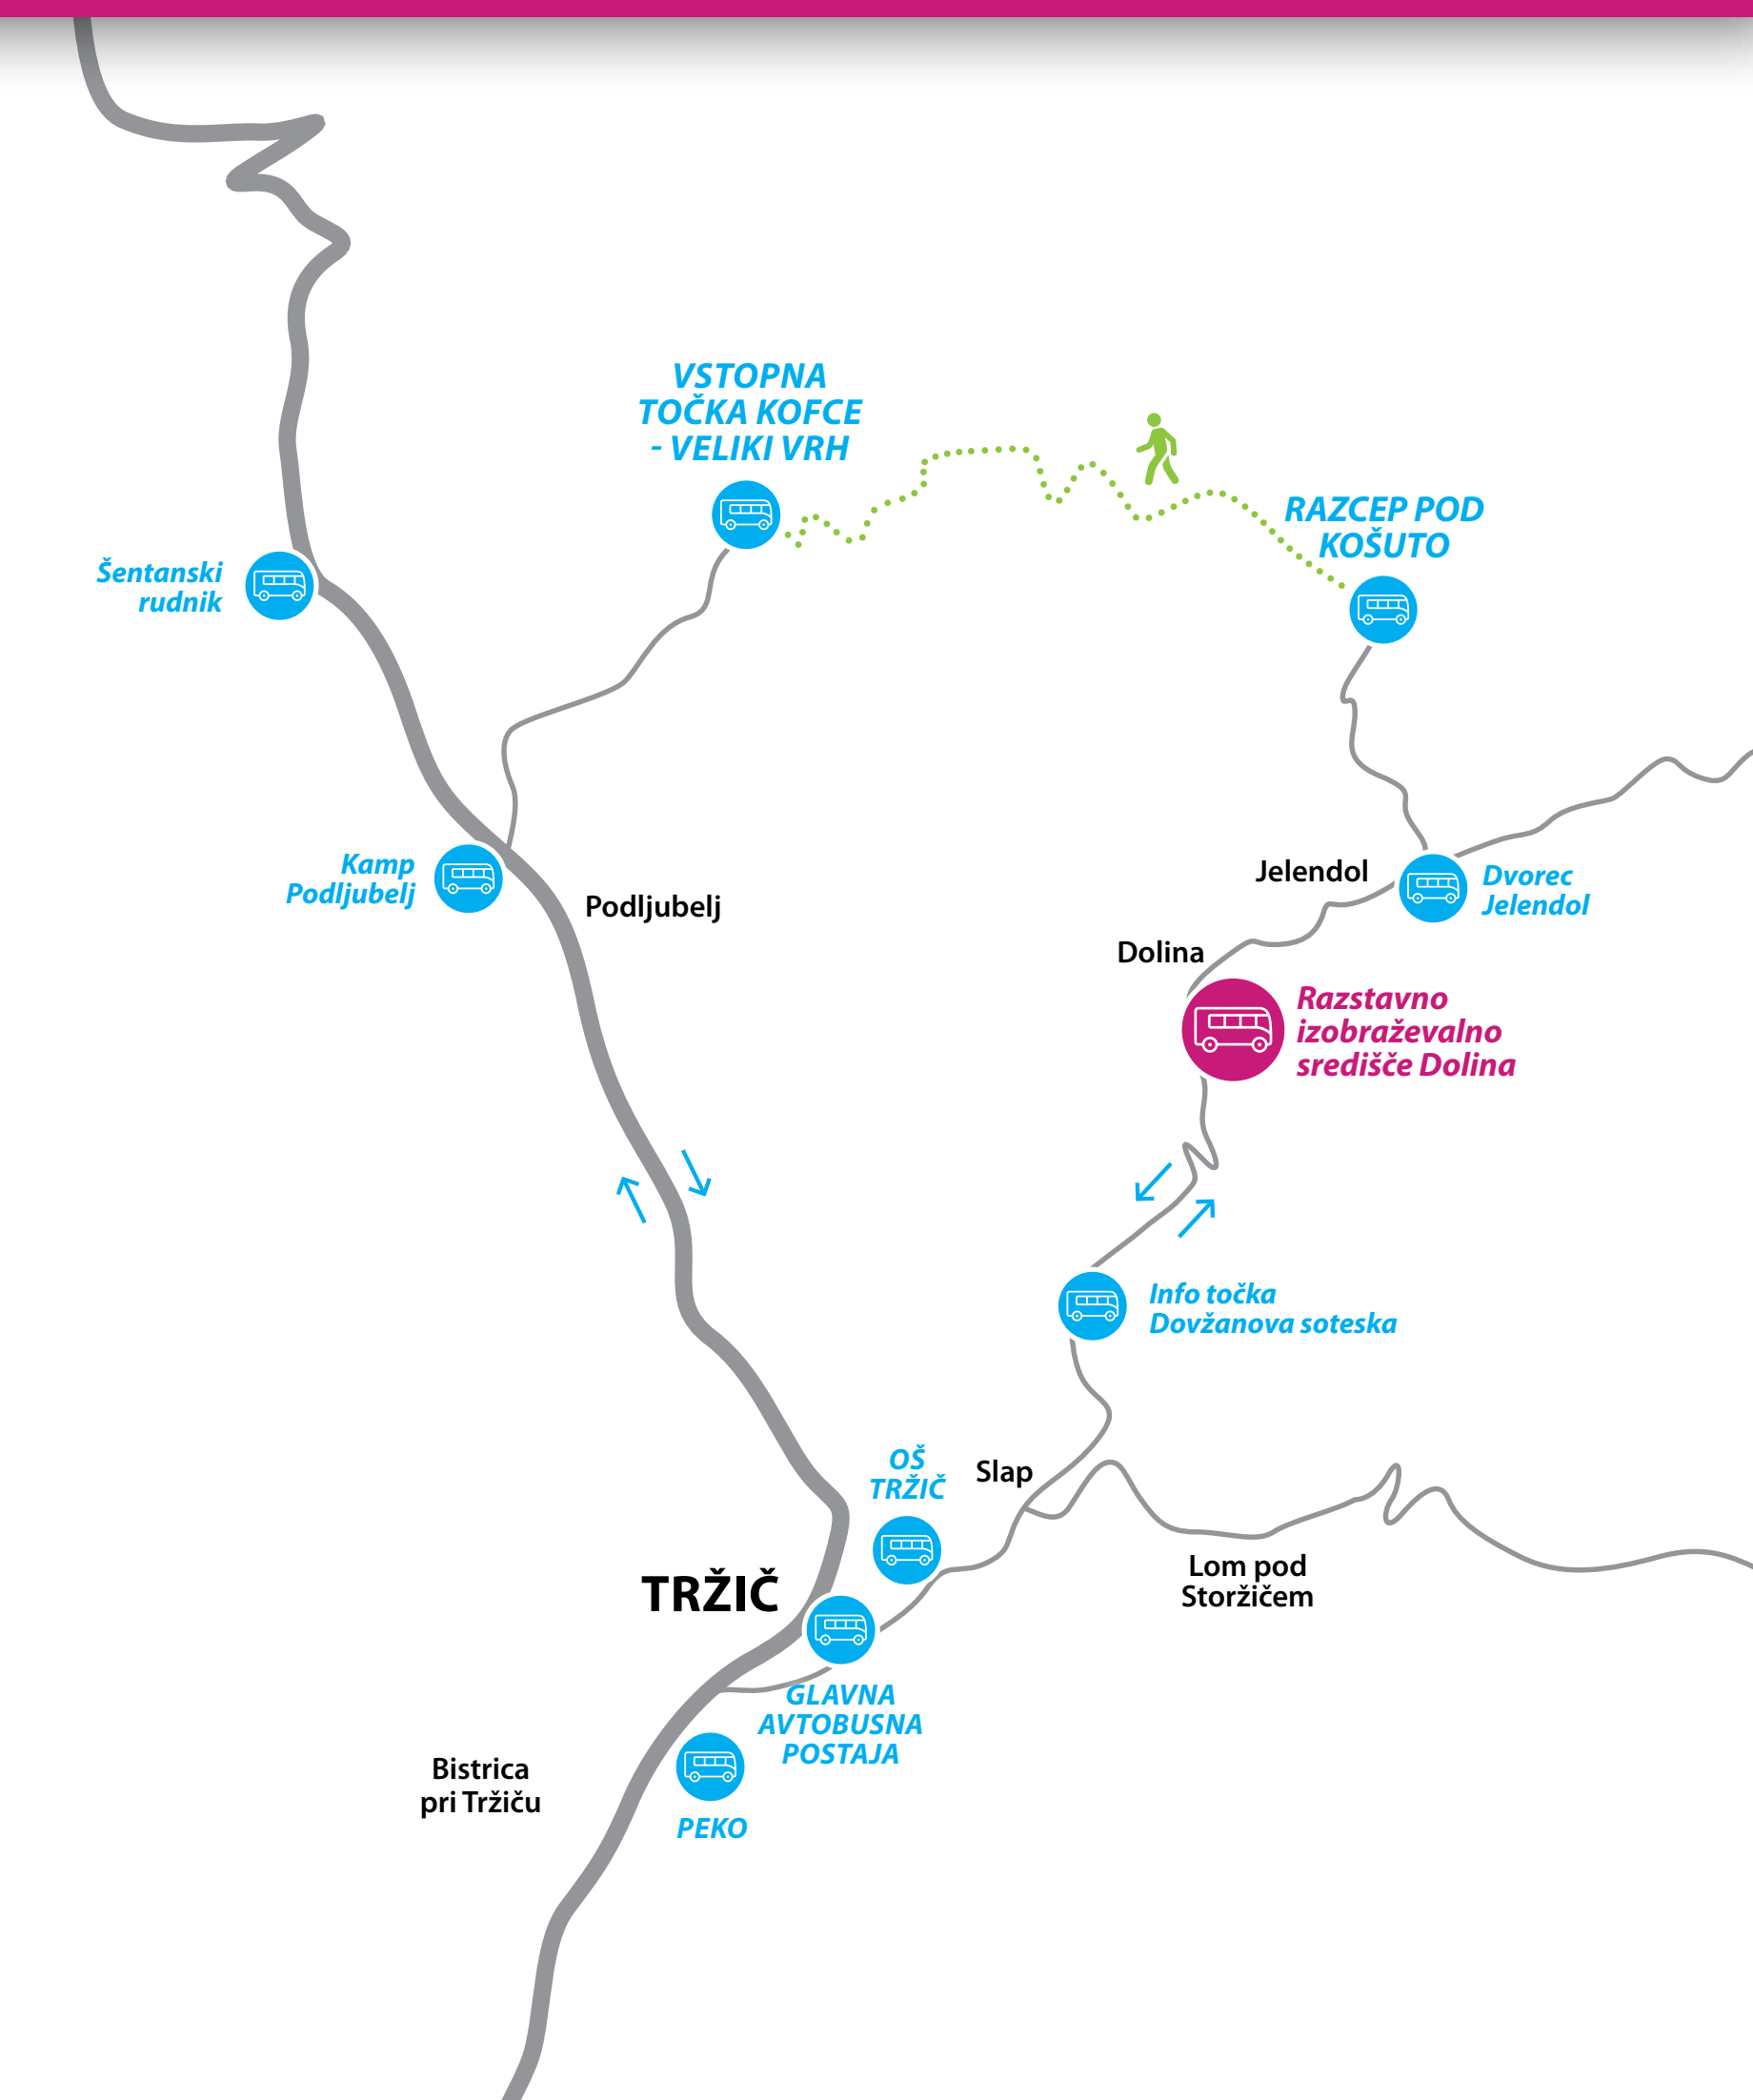 VSTOPNA
TOČKA KOFCE
- VELIKI VRH
RAZCEP POD
KOŠUTO
Šentanski
rudnik
Kamp
Podljubelj
Podljubelj
Jelendol
Dvorec
Jelendol
Dolina
Razstavno
izobraževalno
središče Dolina
Info točka
Dovžanova soteska
OŠ
TRŽIČ
Slap
Lom pod
Storžičem
TRŽIČ
GLAVNA
AVTOBUSNA
POSTAJA
Bistrica
pri Tržiču
PEKO